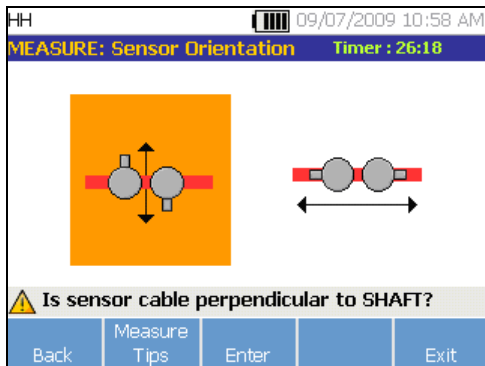 HH 09/07/2009 10:58 AM
MEASURE: Sensor Orientation Timer : 26:18
Is sensor cable perpendicular to SHAFT?
Back Measure Tips Enter Exit